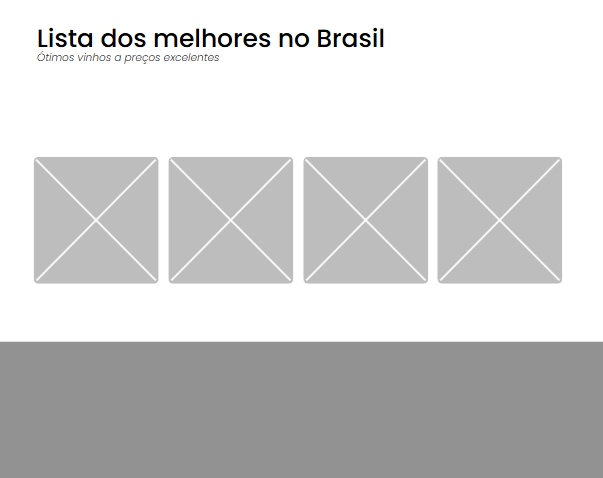 Lista dos melhores no Brasil
Ótimos vinhos a preços excelentes